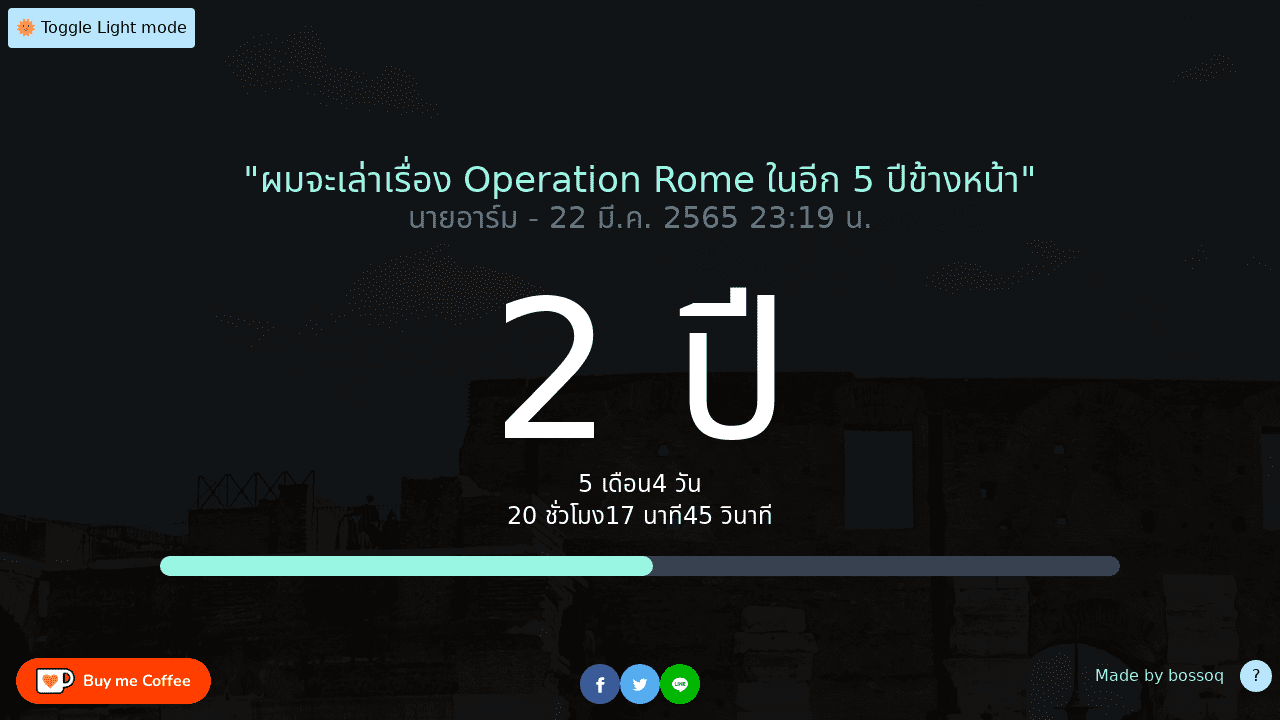 Toggle Light mode
"ผมจะเล่าเรื่อง Operation Rome ในอีก 5 ปีข้างหน้า"
นายอาร์ม - 22 มี.ค. 2565 23:19 น.
2 ปี
5 เดือน4 วัน
20 ชั่วโมง17 นาที45 วินาที
Buy me Coffee
LINE
Made by bossoq
?